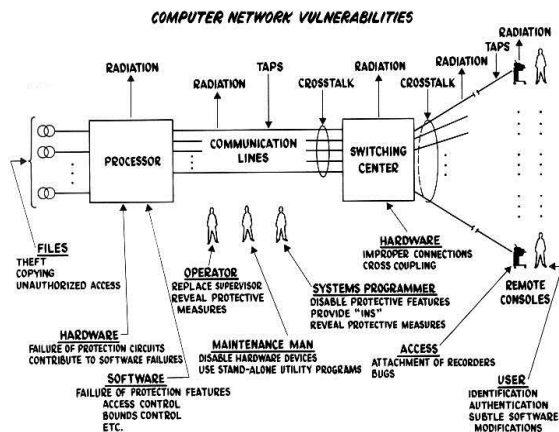 COMPUTER NETWORK VULNERABILITIES
RADIATION
TAPS
RADIATION
RADIATION
TAPS
CROSSTALK
RADIATION
CROSSTALK
RADIATION
PROCESSOR
COMMUNICATION
LINES
SWITCHING
CENTER
FILES
THEFT
COPYING
UNAUTHORIZED ACCESS
HARDWARE
IMPROPER CONNECTIONS
CROSS COUPLING
OPERATOR
REPLACE SUPERVISOR
REVEAL PROTECTIVE
MEASURES
SYSTEMS PROGRAMMER
DISABLE PROTECTIVE FEATURES
PROVIDE "INS"
REVEAL PROTECTIVE MEASURES
REMOTE
CONSOLES
HARDWARE
FAILURE OF PROTECTION CIRCUITS
CONTRIBUTE TO SOFTWARE FAILURES
MAINTENANCE MAN
DISABLE HARDWARE DEVICES
USE STAND-ALONE UTILITY PROGRAMS
ACCESS
ATTACHMENT OF RECORDERS
BUGS
SOFTWARE
FAILURE OF PROTECTION FEATURES
ACCESS CONTROL
BOUNDS CONTROL
ETC.
USER
IDENTIFICATION
AUTHENTICATION
SUBTLE SOFTWARE
MODIFICATIONS